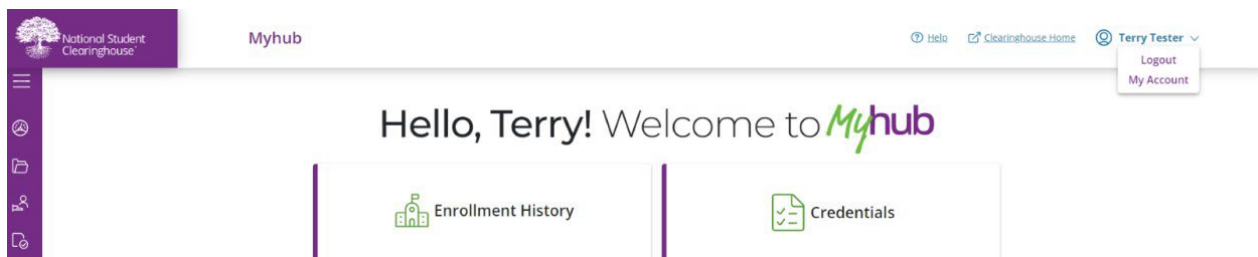 National Student
Clearinghouse
Myhub
Help
Clearinghouse Home
Terry Tester
Logout
My Account
Hello, Terry! Welcome to Myhub
Enrollment History
Credentials